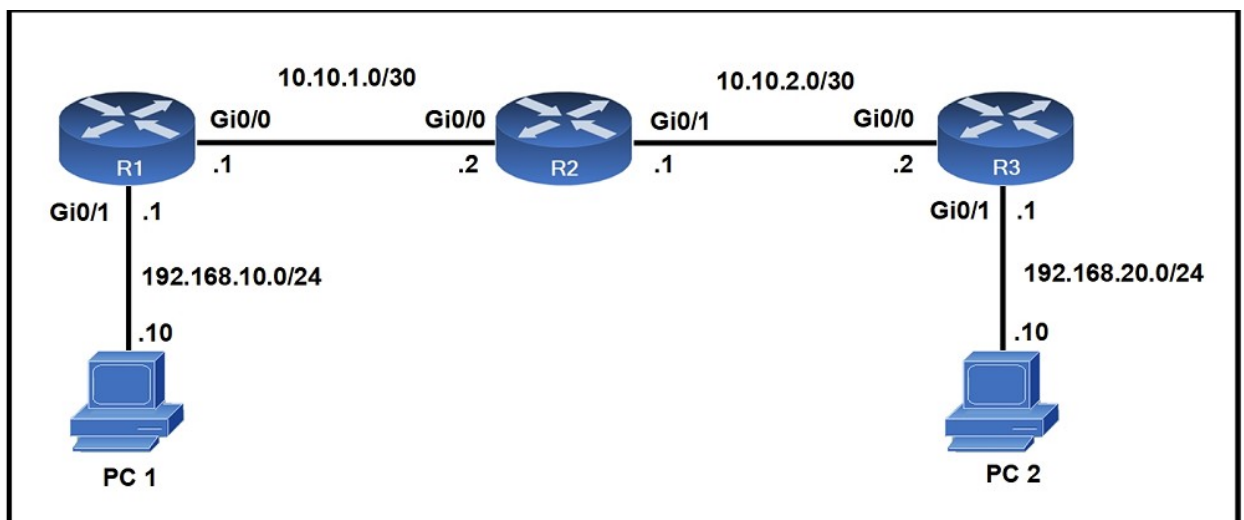 10.10.1.0/30
10.10.2.0/30
Gi0/0
Gi0/0
Gi0/1
Gi0/0
R1
R2
R3
.1
.2
.1
.2
Gi0/1
.1
Gi0/1
.1
192.168.10.0/24
192.168.20.0/24
.10
.10
PC 1
PC 2